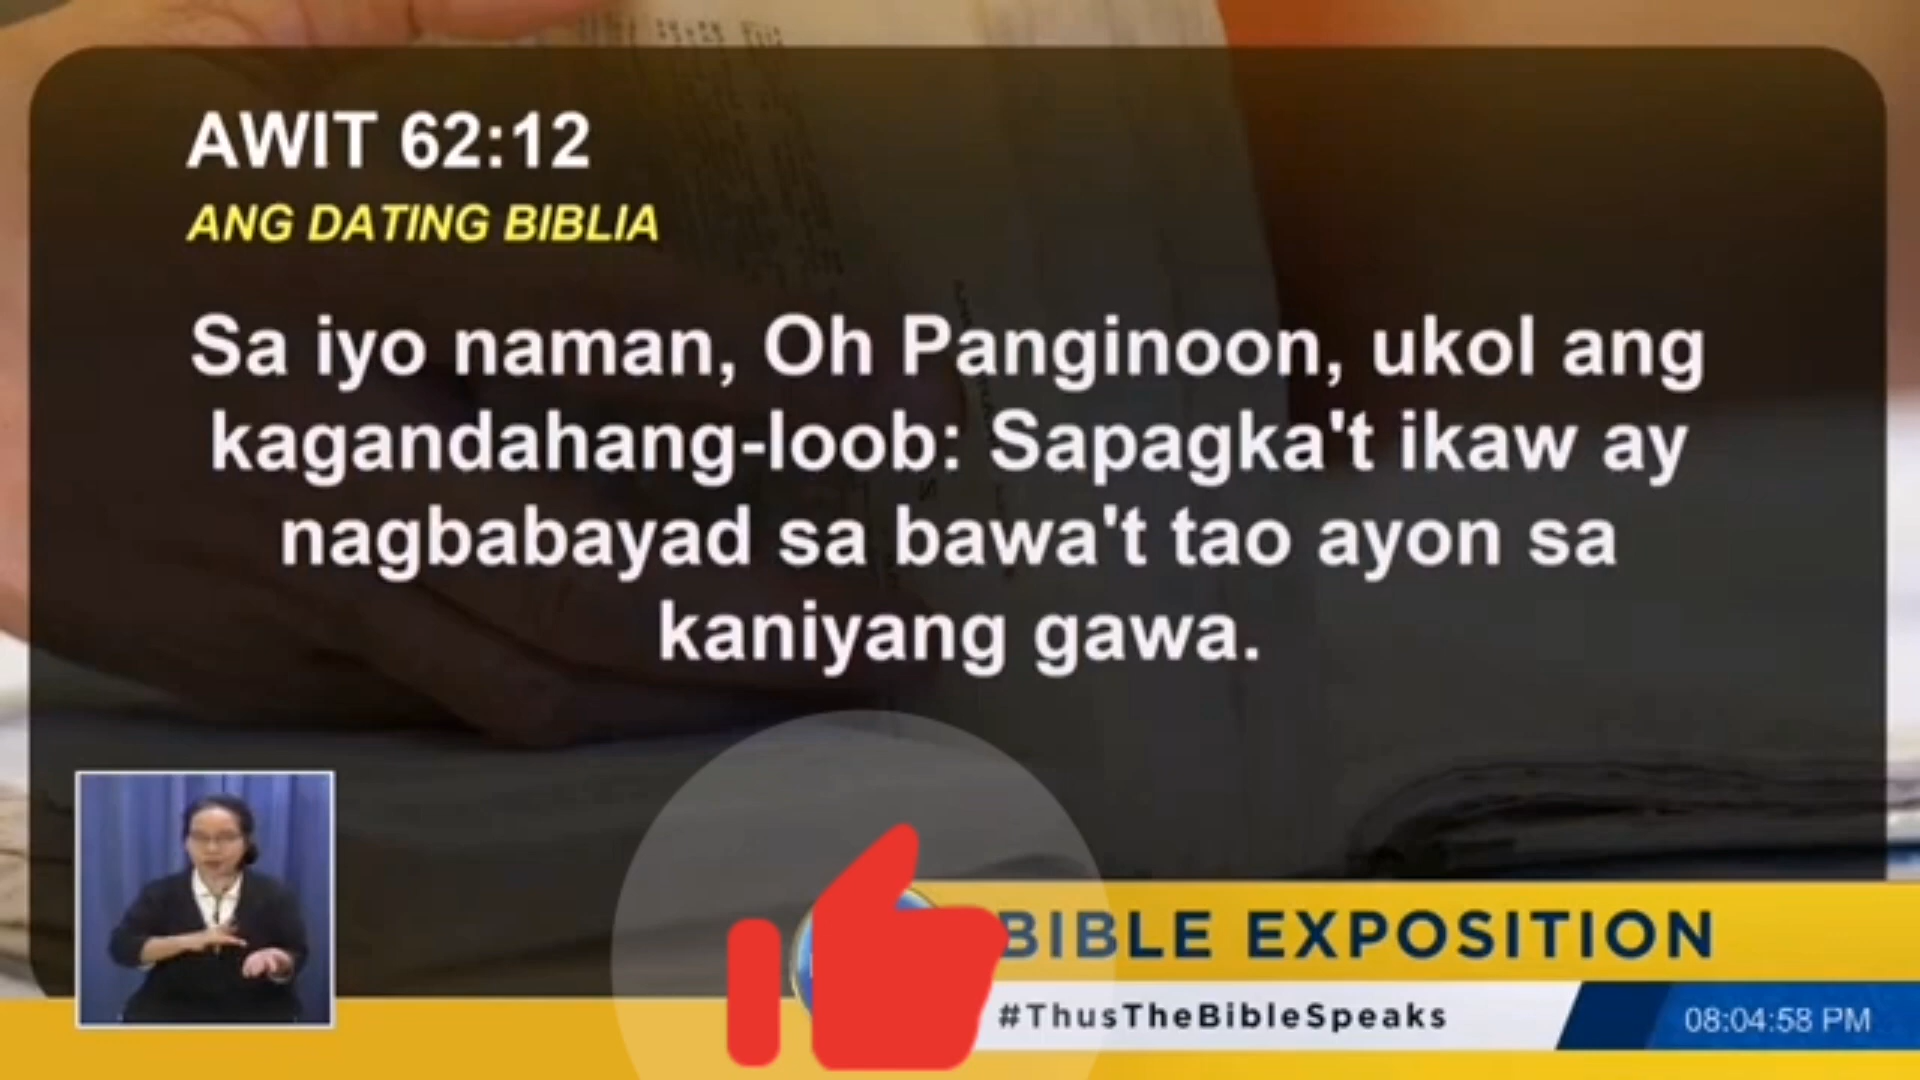 AWIT 62:12
ANG DATING BIBLIA
Sa iyo naman, Oh Panginoon, ukol ang
kagandahang-loob: Sapagka't ikaw ay
nagbabayad sa bawa't tao ayon sa
kaniyang gawa.
BIBLE EXPOSITION
#ThusTheBibleSpeaks
08:04:58 PM